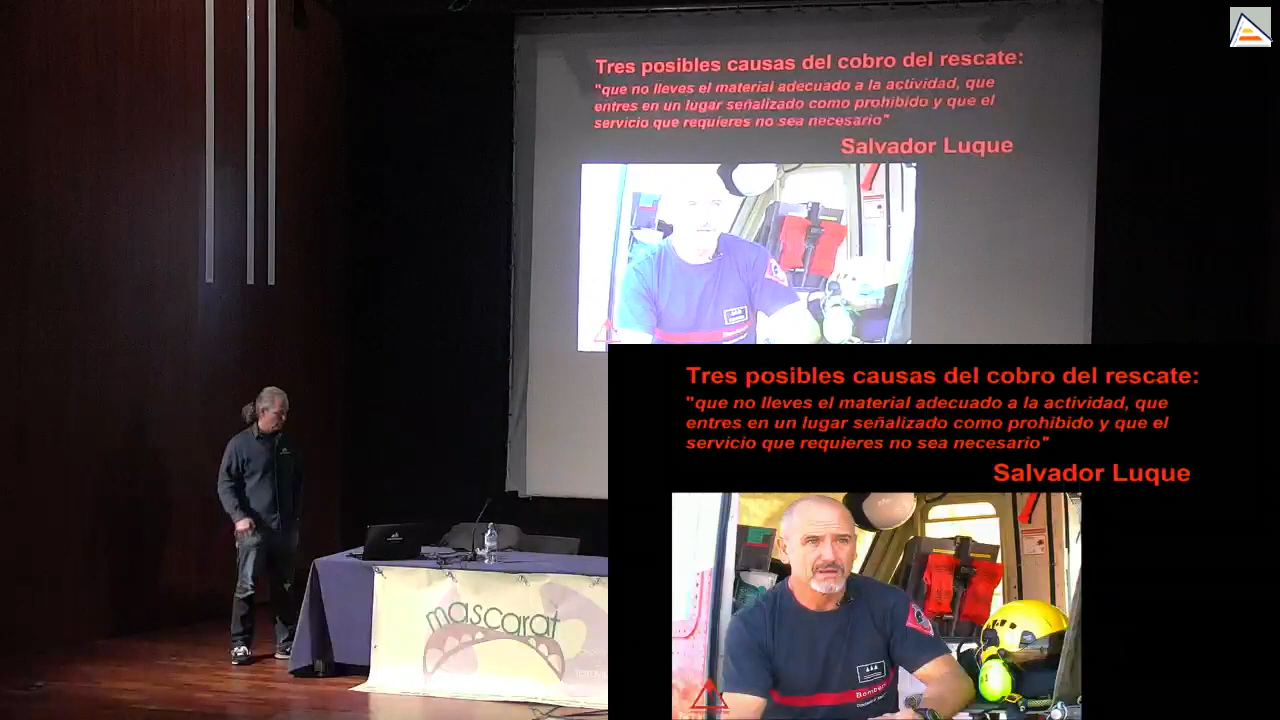 Tres posibles causas del cobro del rescate:
"que no lleves el material adecuado a la actividad, que
entres en un lugar señalizado como prohibido y que el
servicio que requieres no sea necesario"
Salvador Luque
Tres posibles causas del cobro del rescate:
"que no lleves el material adecuado a la actividad, que
entres en un lugar señalizado como prohibido y que el
servicio que requieres no sea necesario"
Salvador Luque
mascarat